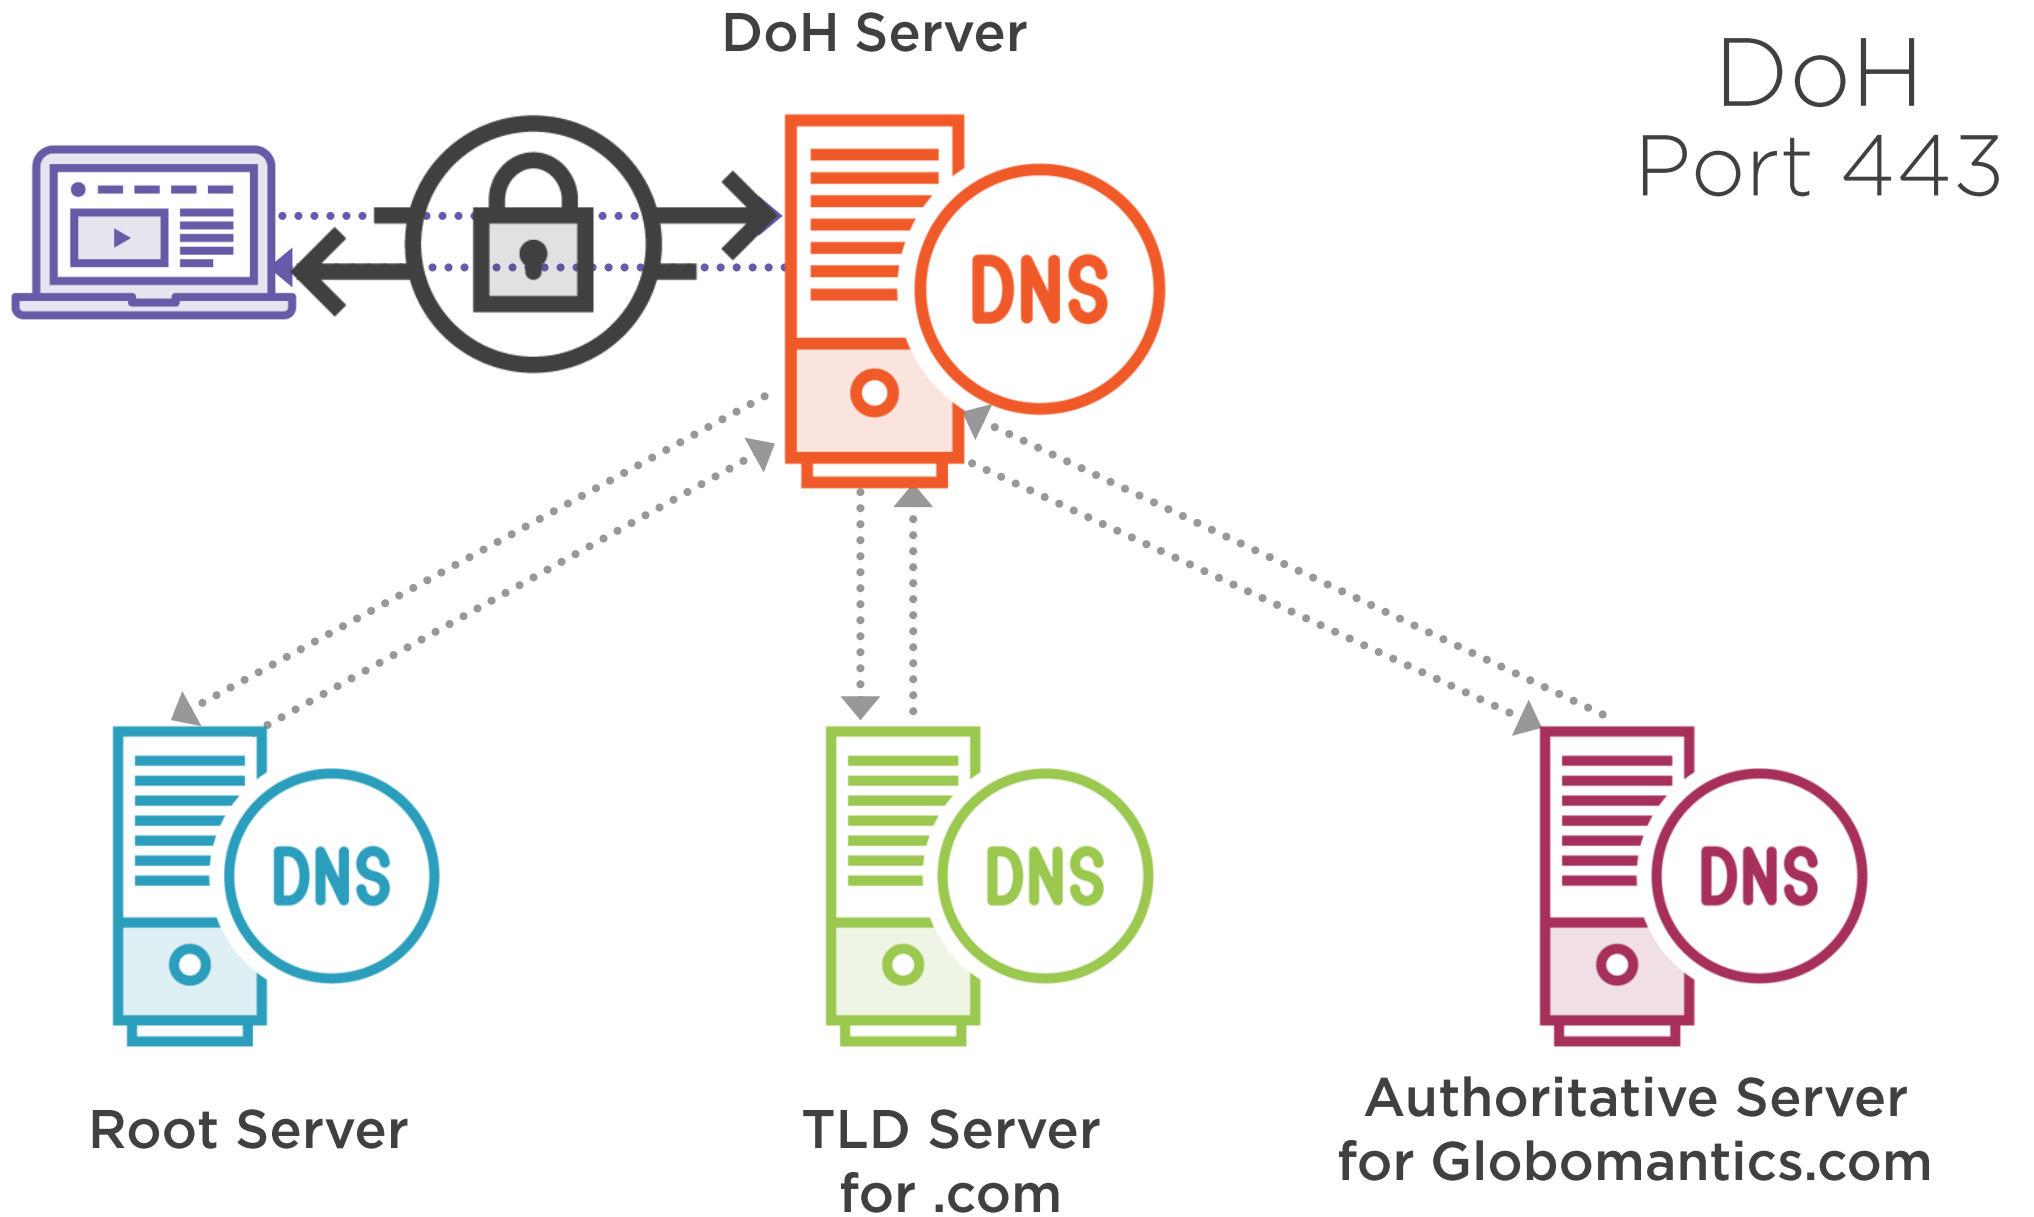 DoH Server
DoH
Port 443
DNS
DNS
DNS
DNS
Root Server
TLD Server
for .com
Authoritative Server
for Globomantics.com